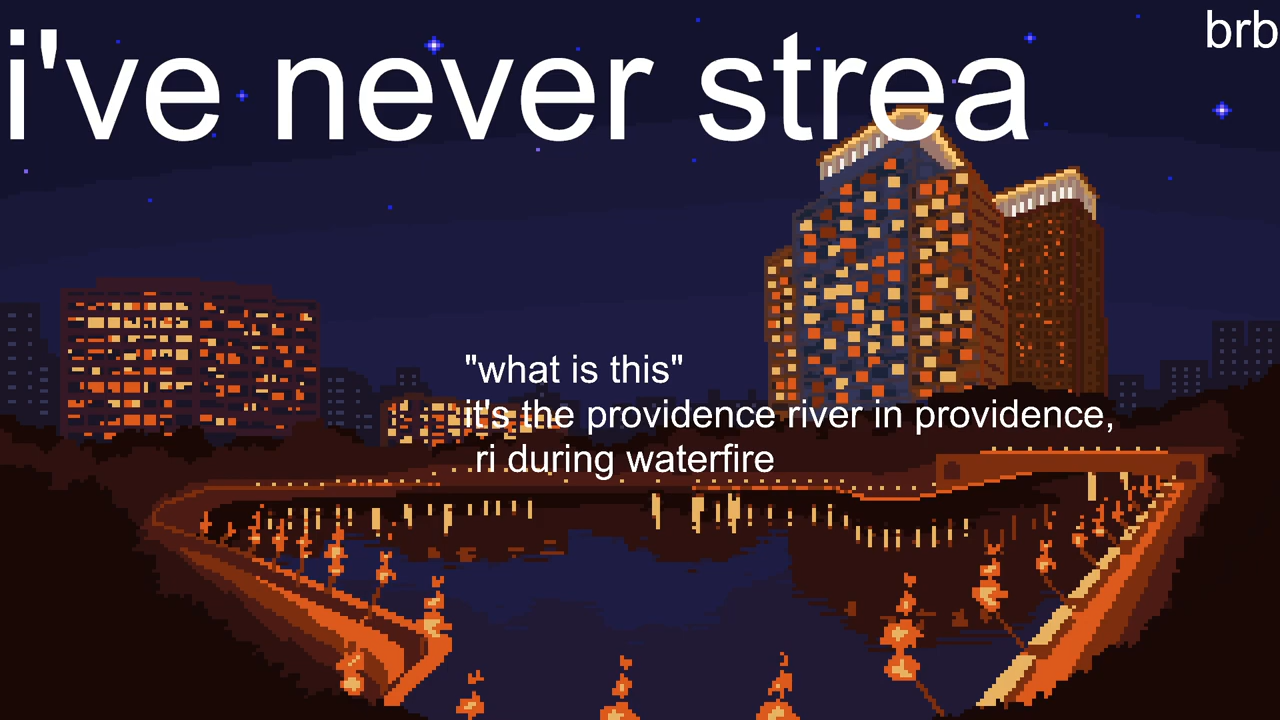 i've never strea
brb
"what is this"
it's the providence river in providence,
ri during waterfire